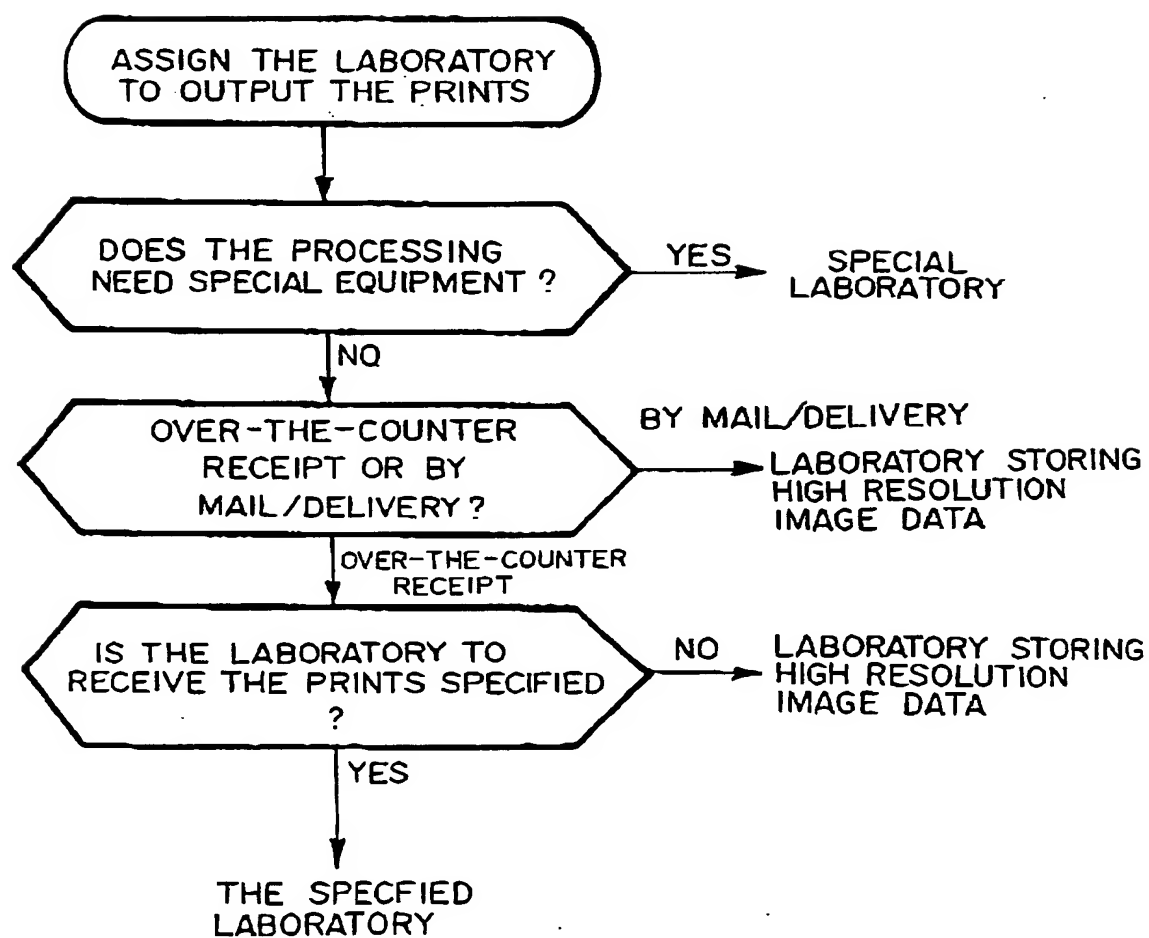 ASSIGN THE LABORATORY
TO OUTPUT THE PRINTS
DOES THE PROCESSING
NEED SPECIAL EQUIPMENT ?
YES
SPECIAL
LABORATORY
NO
OVER-THE-COUNTER
RECEIPT OR BY
MAIL/DELIVERY ?
BY MAIL/DELIVERY
LABORATORY STORING
HIGH RESOLUTION
IMAGE DATA
OVER-THE-COUNTER
RECEIPT
IS THE LABORATORY TO
RECEIVE THE PRINTS SPECIFIED
?
NO
LABORATORY STORING
HIGH RESOLUTION
IMAGE DATA
YES
THE SPECFIED
LABORATORY